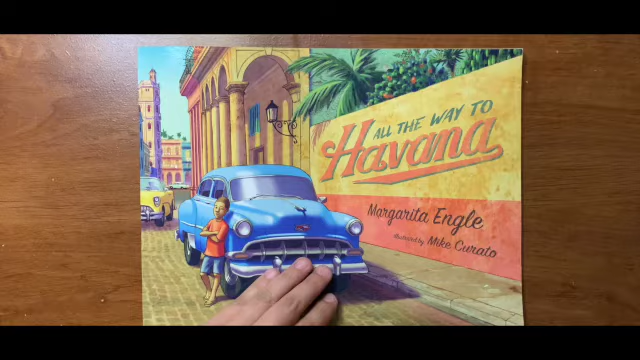 ALL THE WAY TO
Havana
Margarita Engle
illustrated by Mike Curato